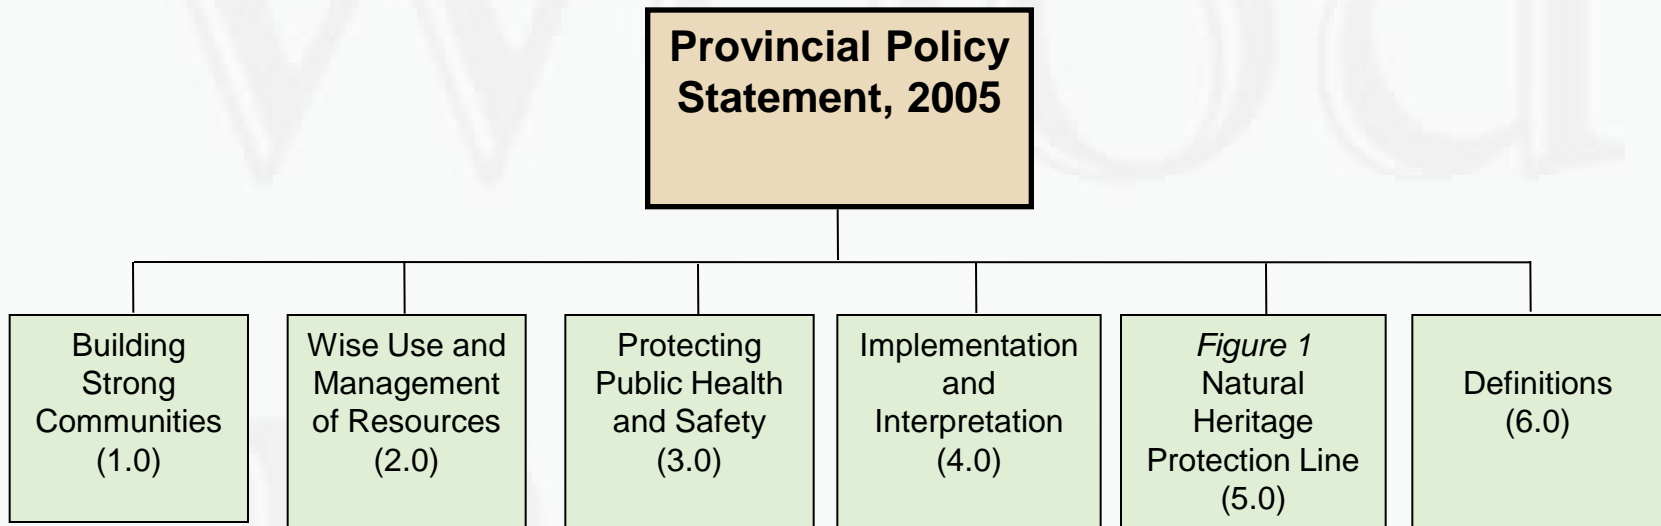 Provincial Policy
Statement, 2005
Building
Strong
Communities
(1.0)
Wise Use and
Management
of Resources
(2.0)
Protecting
Public Health
and Safety
(3.0)
Implementation
and
Interpretation
(4.0)
Figure 1
Natural
Heritage
Protection Line
(5.0)
Definitions
(6.0)